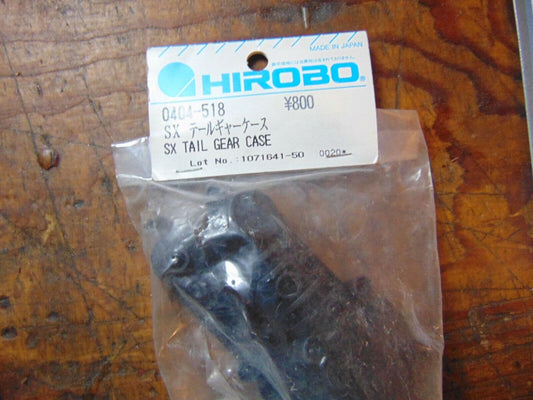 MADE IN JAPAN
HIROBO®
0404-518 ¥800
SX テールギャーケース
SX TAIL GEAR CASE
Lot No.:1071641-50 0020*